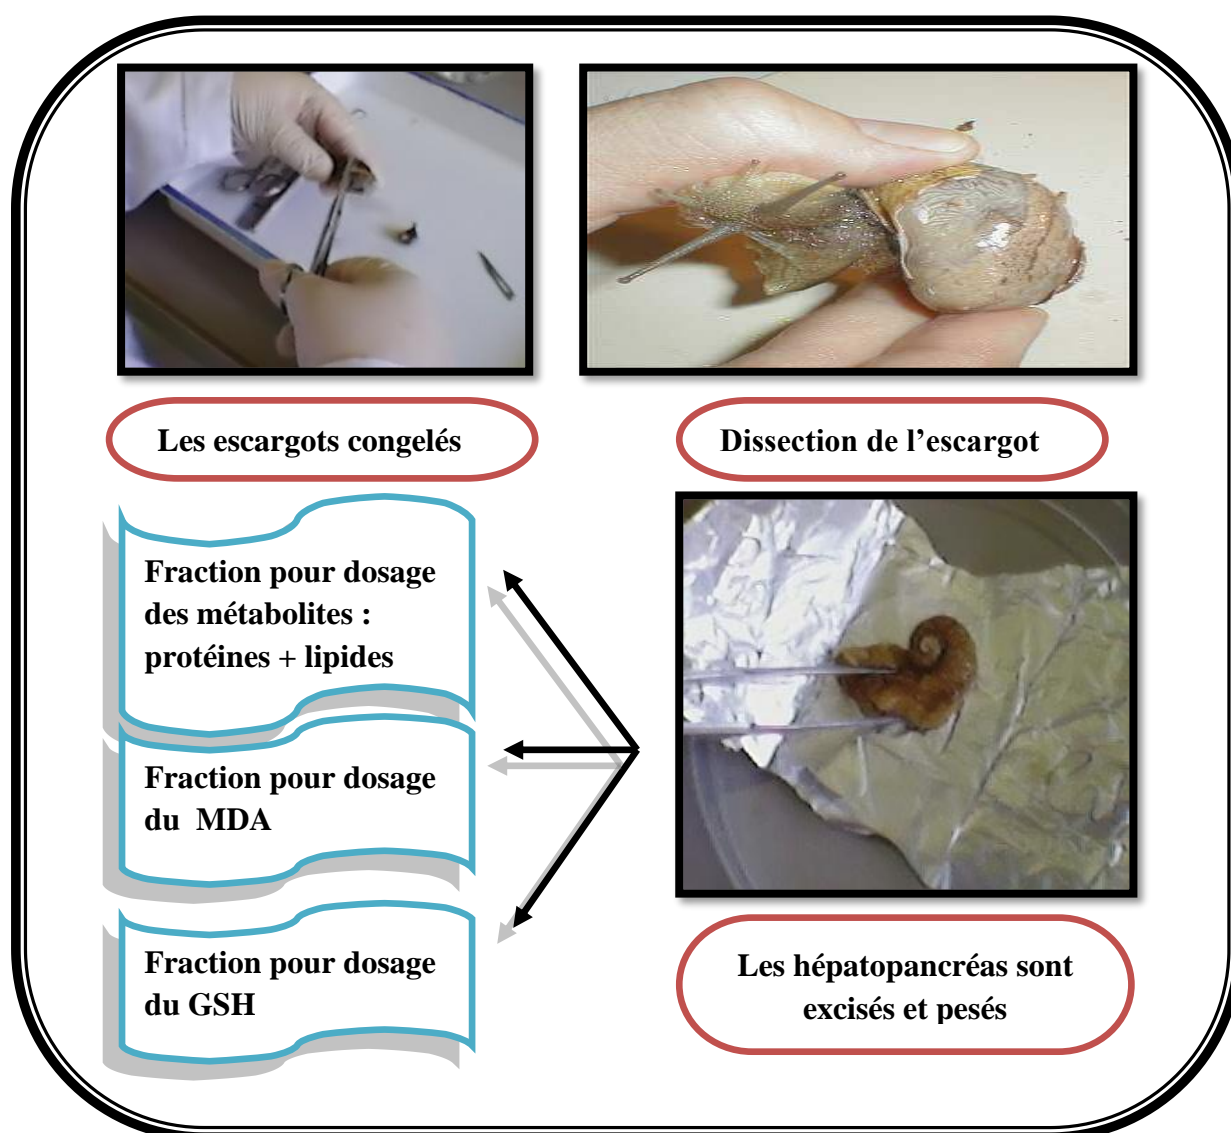 Les escargots congelés
Dissection de l’escargot
Fraction pour dosage
des métabolites :
protéines + lipides
Fraction pour dosage
du MDA
Fraction pour dosage
du GSH
Les hépatopancréas sont
excisés et pesés